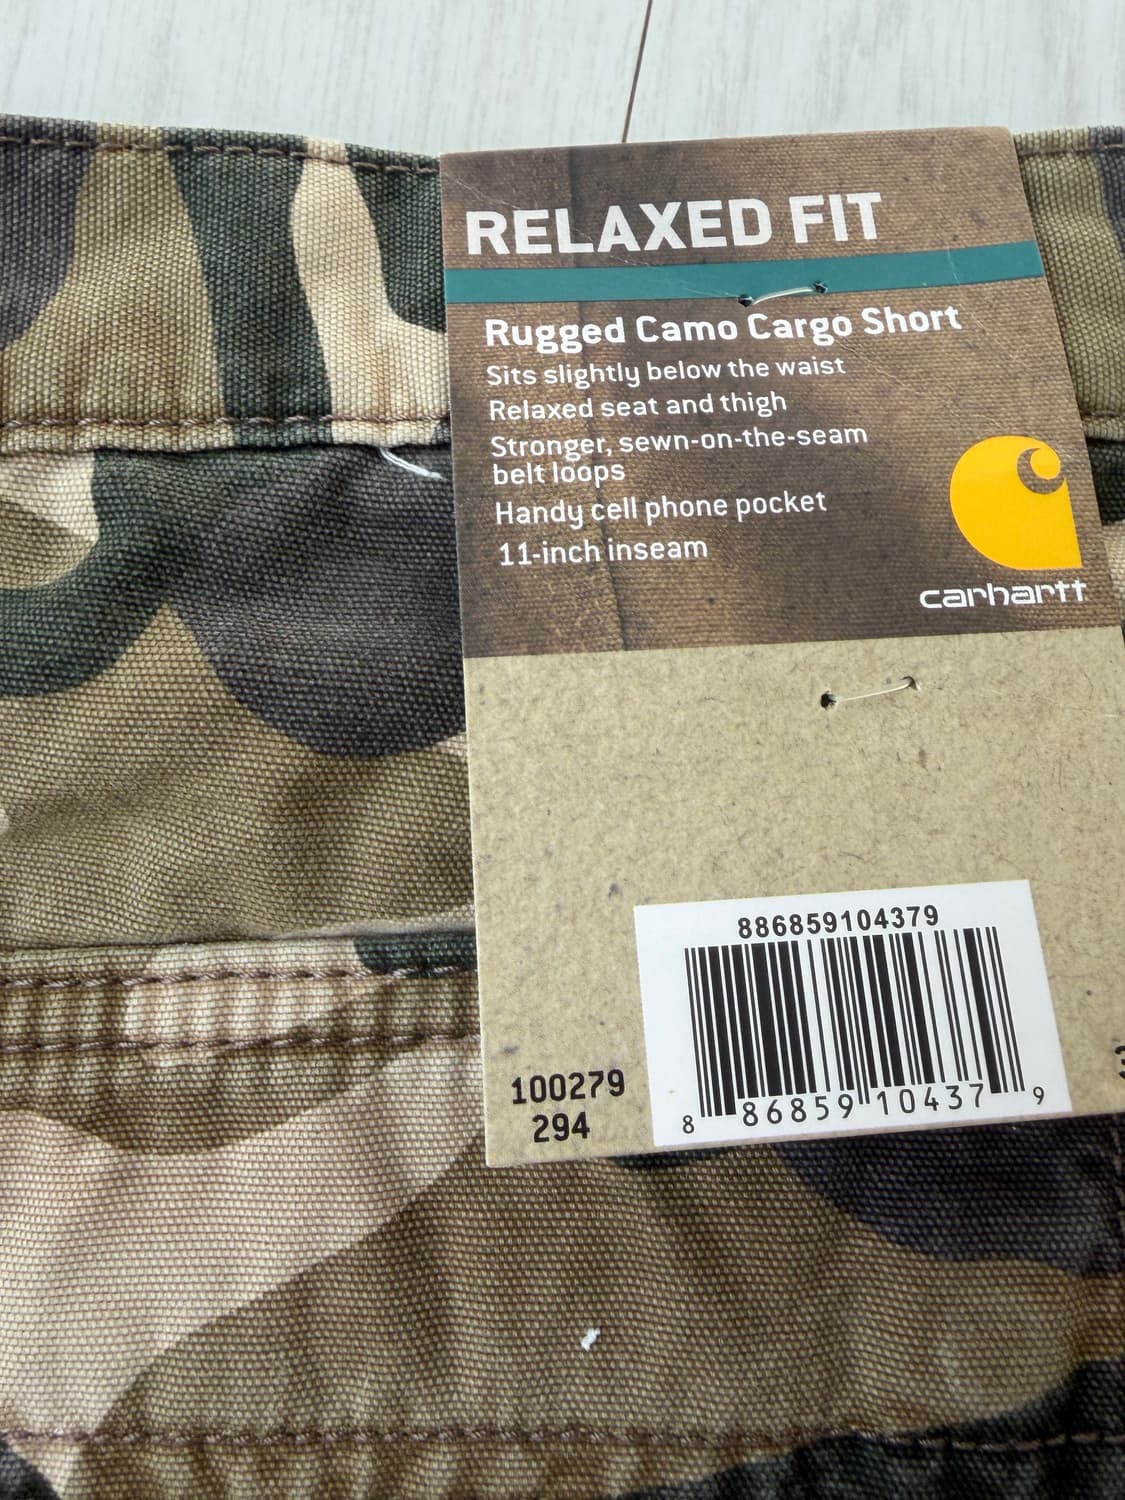 RELAXED FIT
Rugged Camo Cargo Short
Sits slightly below the waist
Relaxed seat and thigh
Stronger, sewn-on-the-seam
belt loops
Handy cell phone pocket
11-inch inseam
carhartt
886859104379
100279
294
8 86859 10437 9